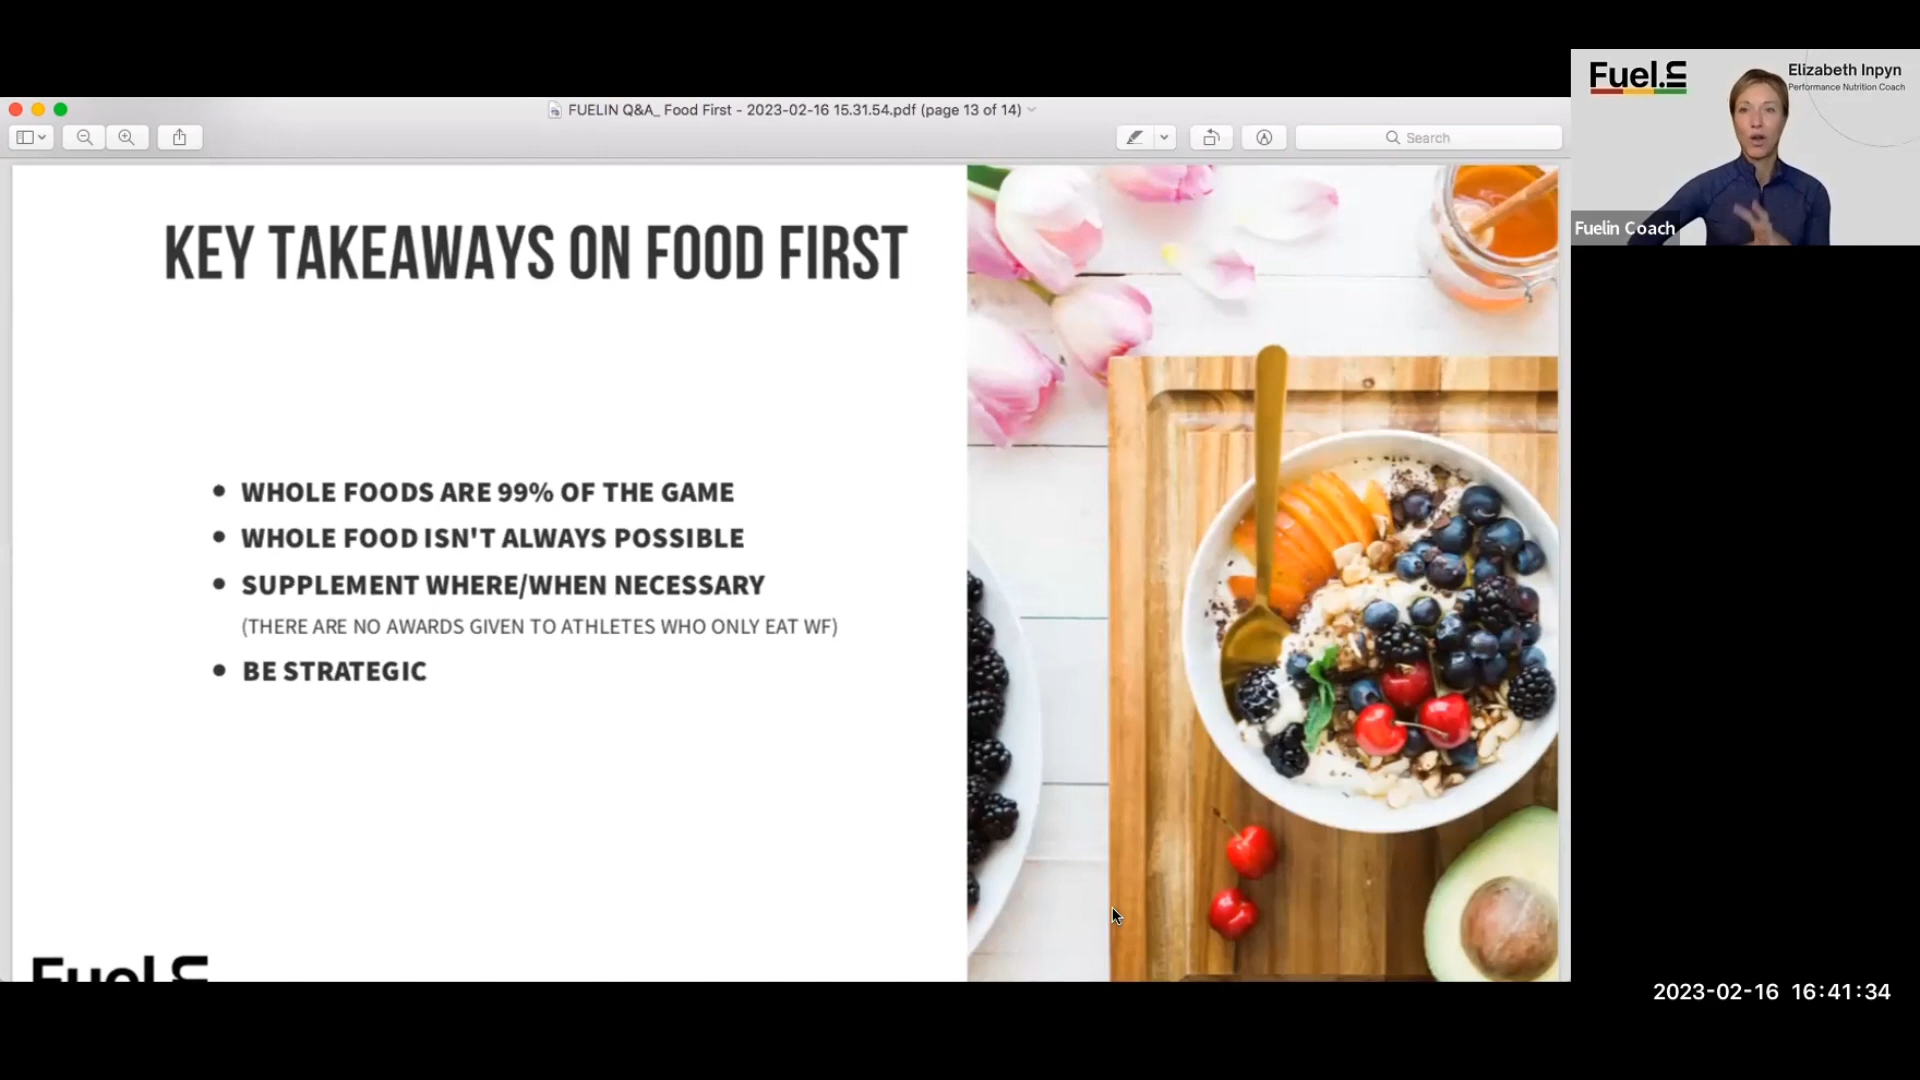 FUELIN Q&A_ Food First - 2023-02-16 15.31.54.pdf (page 13 of 14)
Search
KEY TAKEAWAYS ON FOOD FIRST
• WHOLE FOODS ARE 99% OF THE GAME
• WHOLE FOOD ISN'T ALWAYS POSSIBLE
• SUPPLEMENT WHERE/WHEN NECESSARY
(THERE ARE NO AWARDS GIVEN TO ATHLETES WHO ONLY EAT WF)
• BE STRATEGIC
Fuel.in
Fuel.in
Elizabeth Inpyn
Performance Nutrition Coach
Fuelin Coach
2023-02-16 16:41:34